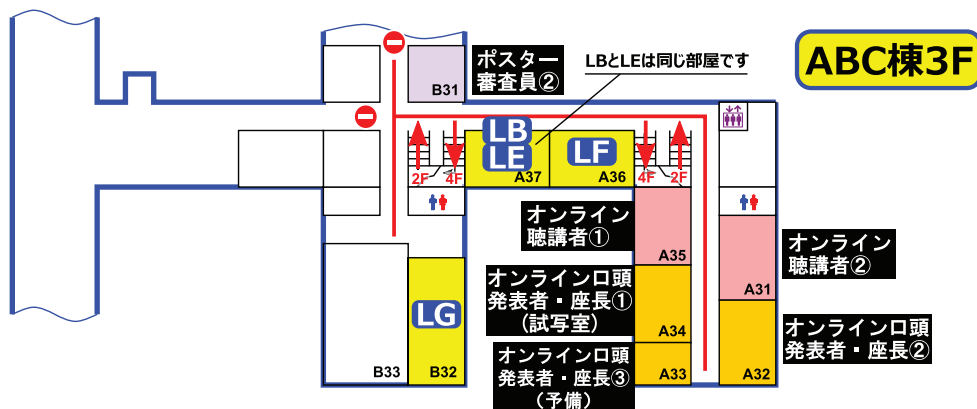 ABC棟3F
ポスター
審査員②
B31
LBとLEは同じ部屋です
LB
LE
A37
LF
A36
2F
4F
4F
2F
オンライン
聴講者①
A35
オンライン
聴講者②
A31
オンライン口頭
発表者・座長①
(試写室)
A34
オンライン口頭
発表者・座長②
A32
オンライン口頭
発表者・座長③
(予備)
A33
LG
B33
B32